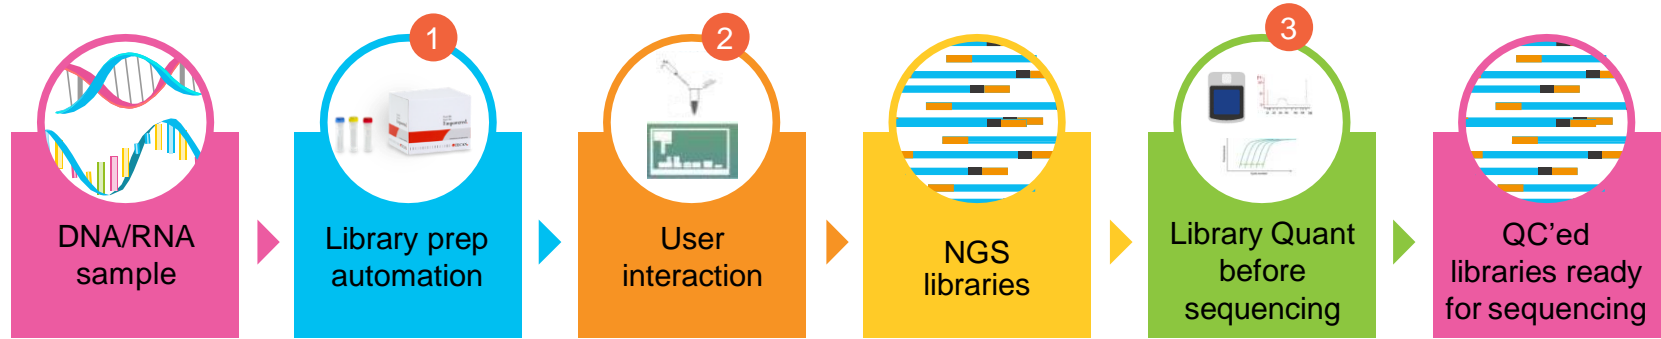 1
2
3
DNA/RNA
sample
Library prep
automation
User
interaction
NGS
libraries
Library Quant
before
sequencing
QC'ed
libraries ready
for sequencing